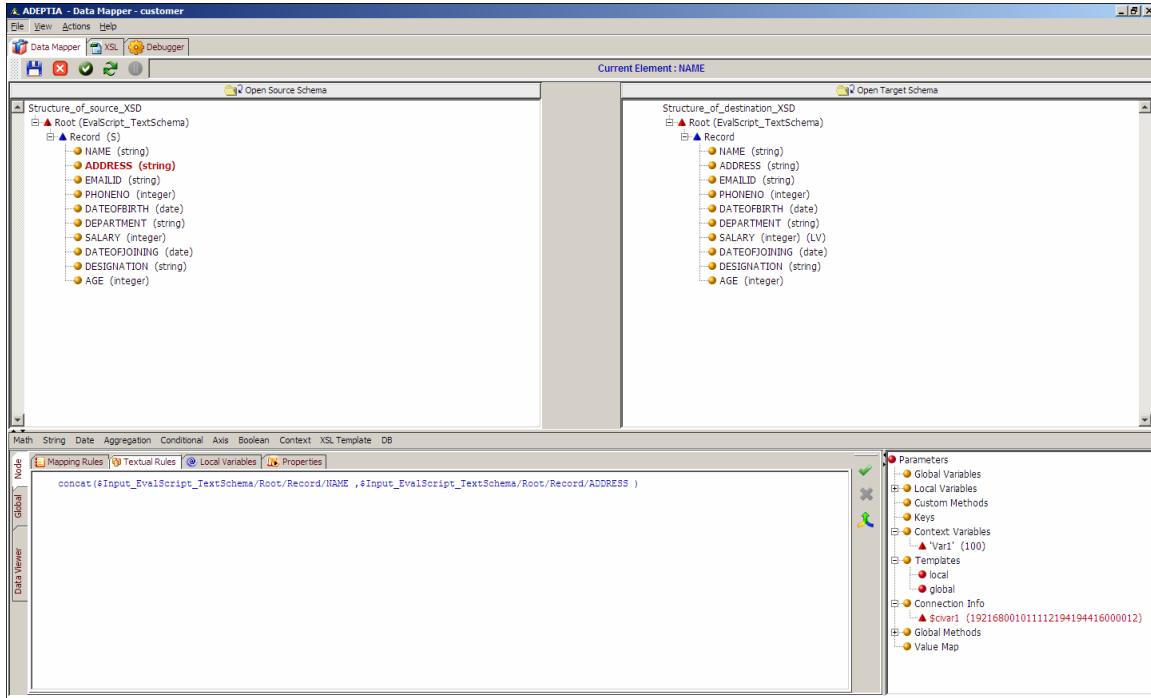 ADEPTIA - Data Mapper - customer
File View Actions Help
Data Mapper XSL Debugger
Current Element : NAME
Open Source Schema
Structure_of_source_XSD
Root (EvalScript_TextSchema)
Record (S)
NAME (string)
ADDRESS (string)
EMAILID (string)
PHONENO (integer)
DATEOFBIRTH (date)
DEPARTMENT (string)
SALARY (integer)
DATEOFJOINING (date)
DESIGNATION (string)
AGE (integer)
Open Target Schema
Structure_of_destination_XSD
Root (EvalScript_TextSchema)
Record
NAME (string)
ADDRESS (string)
EMAILID (string)
PHONENO (integer)
DATEOFBIRTH (date)
DEPARTMENT (string)
SALARY (integer) (LV)
DATEOFJOINING (date)
DESIGNATION (string)
AGE (integer)
Math String Date Aggregation Conditional Axis Boolean Context XSL Template DB
Node
Global
Data Viewer
Mapping Rules Textual Rules Local Variables Properties
concat($Input_EvalScript_TextSchema/Root/Record/NAME ,$Input_EvalScript_TextSchema/Root/Record/ADDRESS )
Parameters
Global Variables
Local Variables
Custom Methods
Keys
Context Variables
'Var1' (100)
Templates
local
global
Connection Info
$civar1 (192168001011112194194416000012)
Global Methods
Value Map